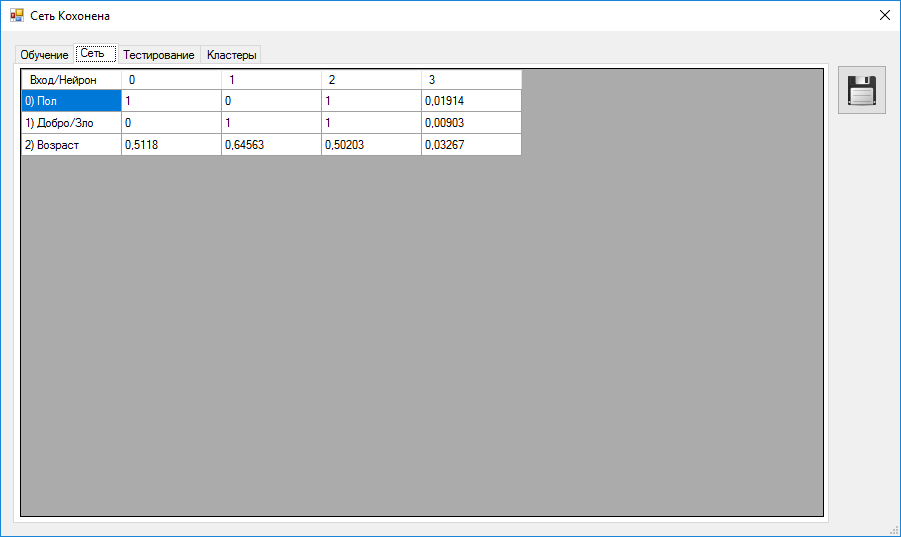 Сеть Кохонена
Обучение Сеть Тестирование Кластеры
Вход/Нейрон 0 1 2 3
0) Пол 1 0 1 0,01914
1) Добро/Зло 0 1 1 0,00903
2) Возраст 0,5118 0,64563 0,50203 0,03267